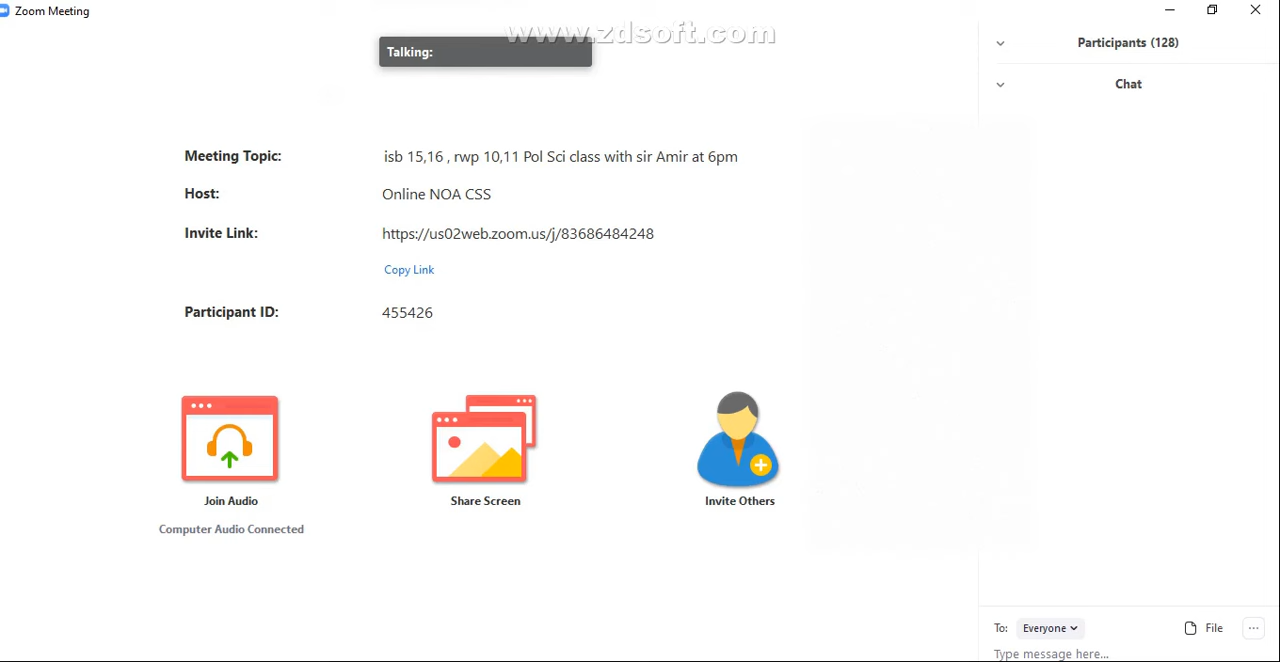 Zoom Meeting
www.zdsoft.com
Talking:
Participants (128)
Chat
Meeting Topic: isb 15,16 , rwp 10,11 Pol Sci class with sir Amir at 6pm
Host: Online NOA CSS
Invite Link: https://us02web.zoom.us/j/83686484248
Copy Link
Participant ID: 455426
Join Audio
Share Screen
Invite Others
Computer Audio Connected
To: Everyone File
Type message here...